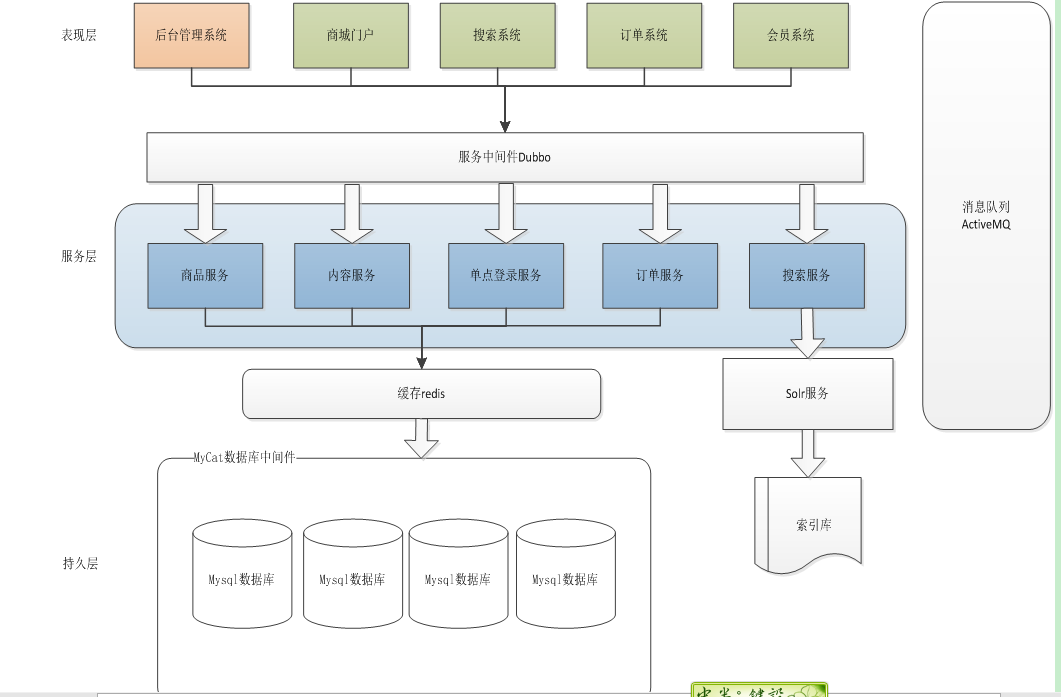 表现层
后台管理系统
商城门户
搜索系统
订单系统
会员系统
服务中间件Dubbo
消息队列
ActiveMQ
服务层
商品服务
内容服务
单点登录服务
订单服务
搜索服务
缓存redis
Solr服务
MyCat数据库中间件
索引库
持久层
Mysql数据库
Mysql数据库
Mysql数据库
Mysql数据库